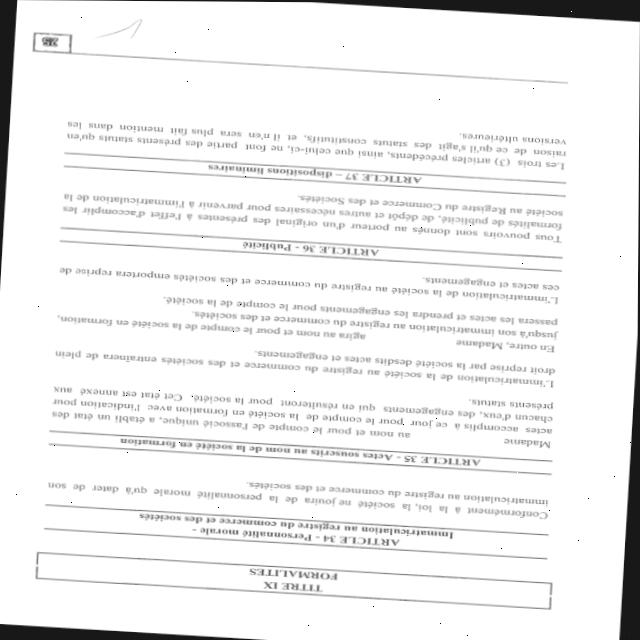 TITRE IX
FORMALITES
ARTICLE 34 - Personnalité morale -
Immatriculation au registre du commerce et des sociétés
Conformément à la loi, la société ne jouira de la personnalité morale qu'à dater de son
immatriculation au registre du commerce et des sociétés.
ARTICLE 35 - Actes souscrits au nom de la société en formation
Madame au nom et pour le compte de l'associé unique, a établi un état des
actes accomplis à ce jour pour le compte de la société en formation avec l'indication pour
chacun d'eux, des engagements qui en résulteront pour la société. Cet état est annexé aux
présents statuts.
L'immatriculation de la société au registre du commerce et des sociétés entraînera de plein
droit reprise par la société desdits actes et engagements.
En outre, Madame agira au nom et pour le compte de la société en formation,
jusqu'à son immatriculation au registre du commerce et des sociétés.
passera les actes et prendra les engagements pour le compte de la société.
L'immatriculation de la société au registre du commerce et des sociétés emportera reprise de
ces actes et engagements.
ARTICLE 36 - Publicité
Tous pouvoirs sont donnés au porteur d'un original des présentes à l'effet d'accomplir les
formalités de publicité, de dépôt et autres nécessaires pour parvenir à l'immatriculation de la
société au Registre du Commerce et des Sociétés.
ARTICLE 37 – dispositions liminaires
Les trois (3) articles précédents, ainsi que celui-ci, ne font partie des présents statuts qu'en
raison de ce qu'il s'agit des statuts constitutifs, et il n'en sera plus fait mention dans les
versions ultérieures.